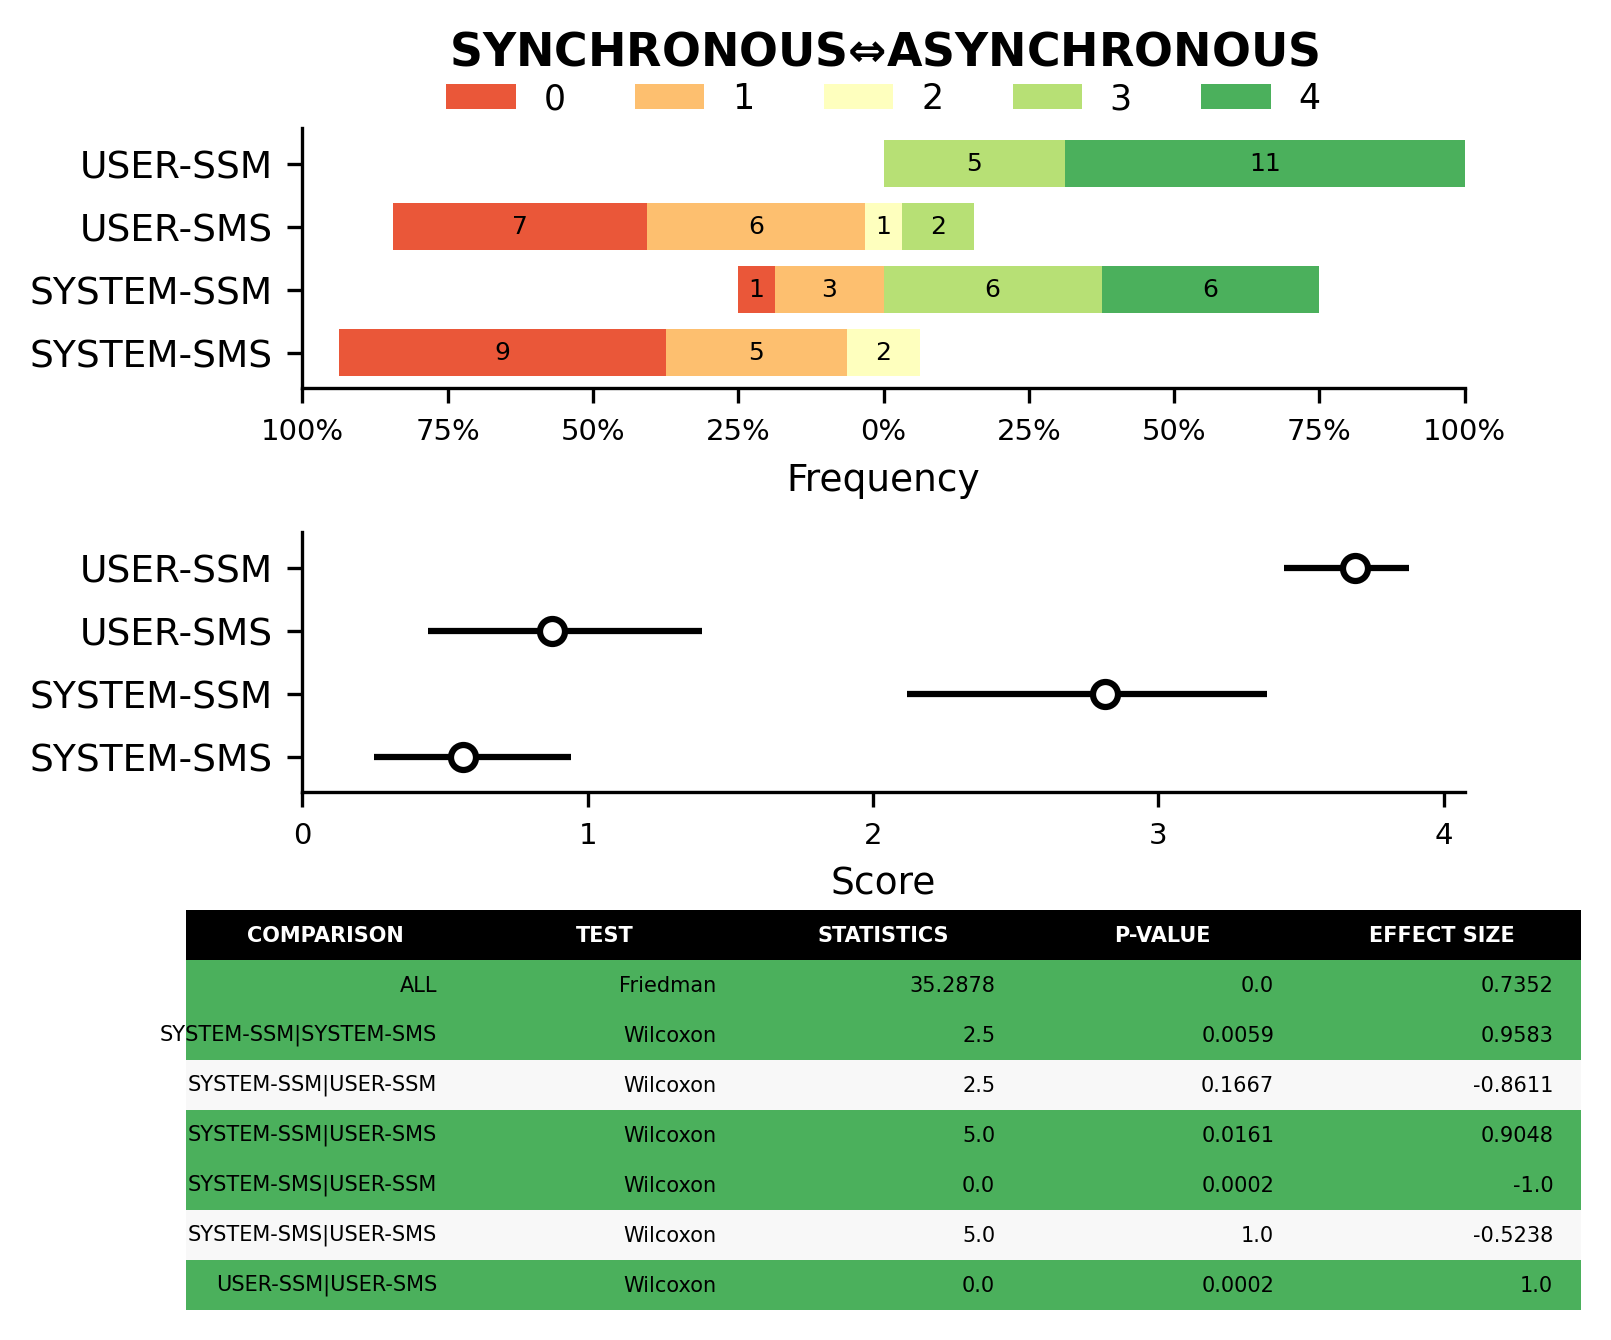 SYNCHRONOUS⇔ASYNCHRONOUS
0 1 2 3 4
USER-SSM 5 11
USER-SMS 7 6 1 2
SYSTEM-SSM 1 3 6 6
SYSTEM-SMS 9 5 2
100% 75% 50% 25% 0% 25% 50% 75% 100%
Frequency
USER-SSM
USER-SMS
SYSTEM-SSM
SYSTEM-SMS
0 1 2 3 4
Score
COMPARISON TEST STATISTICS P-VALUE EFFECT SIZE
ALL Friedman 35.2878 0.0 0.7352
SYSTEM-SSM|SYSTEM-SMS Wilcoxon 2.5 0.0059 0.9583
SYSTEM-SSM|USER-SSM Wilcoxon 2.5 0.1667 -0.8611
SYSTEM-SSM|USER-SMS Wilcoxon 5.0 0.0161 0.9048
SYSTEM-SMS|USER-SSM Wilcoxon 0.0 0.0002 -1.0
SYSTEM-SMS|USER-SMS Wilcoxon 5.0 1.0 -0.5238
USER-SSM|USER-SMS Wilcoxon 0.0 0.0002 1.0